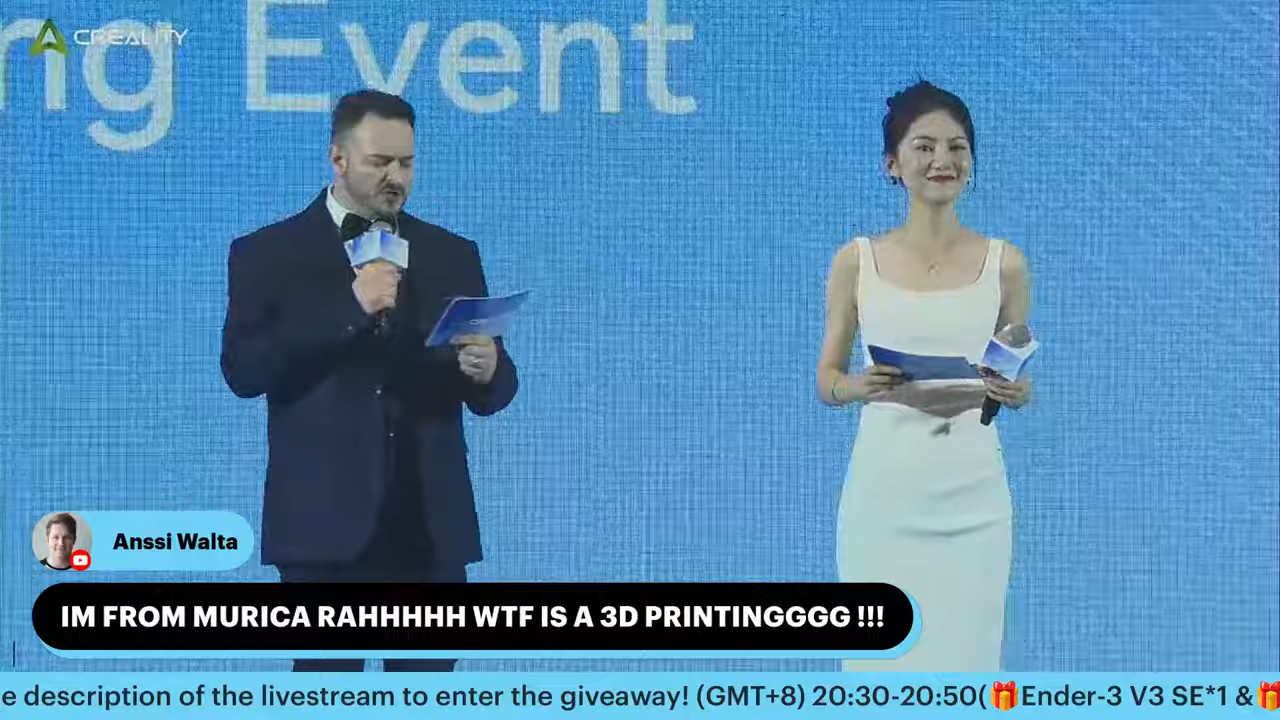 ng Event
CREALITY
Anssi Walta
IM FROM MURICA RAHHHHH WTF IS A 3D PRINTINGGGG !!!
e description of the livestream to enter the giveaway! (GMT+8) 20:30-20:50(🎁Ender-3 V3 SE*1 &🎁